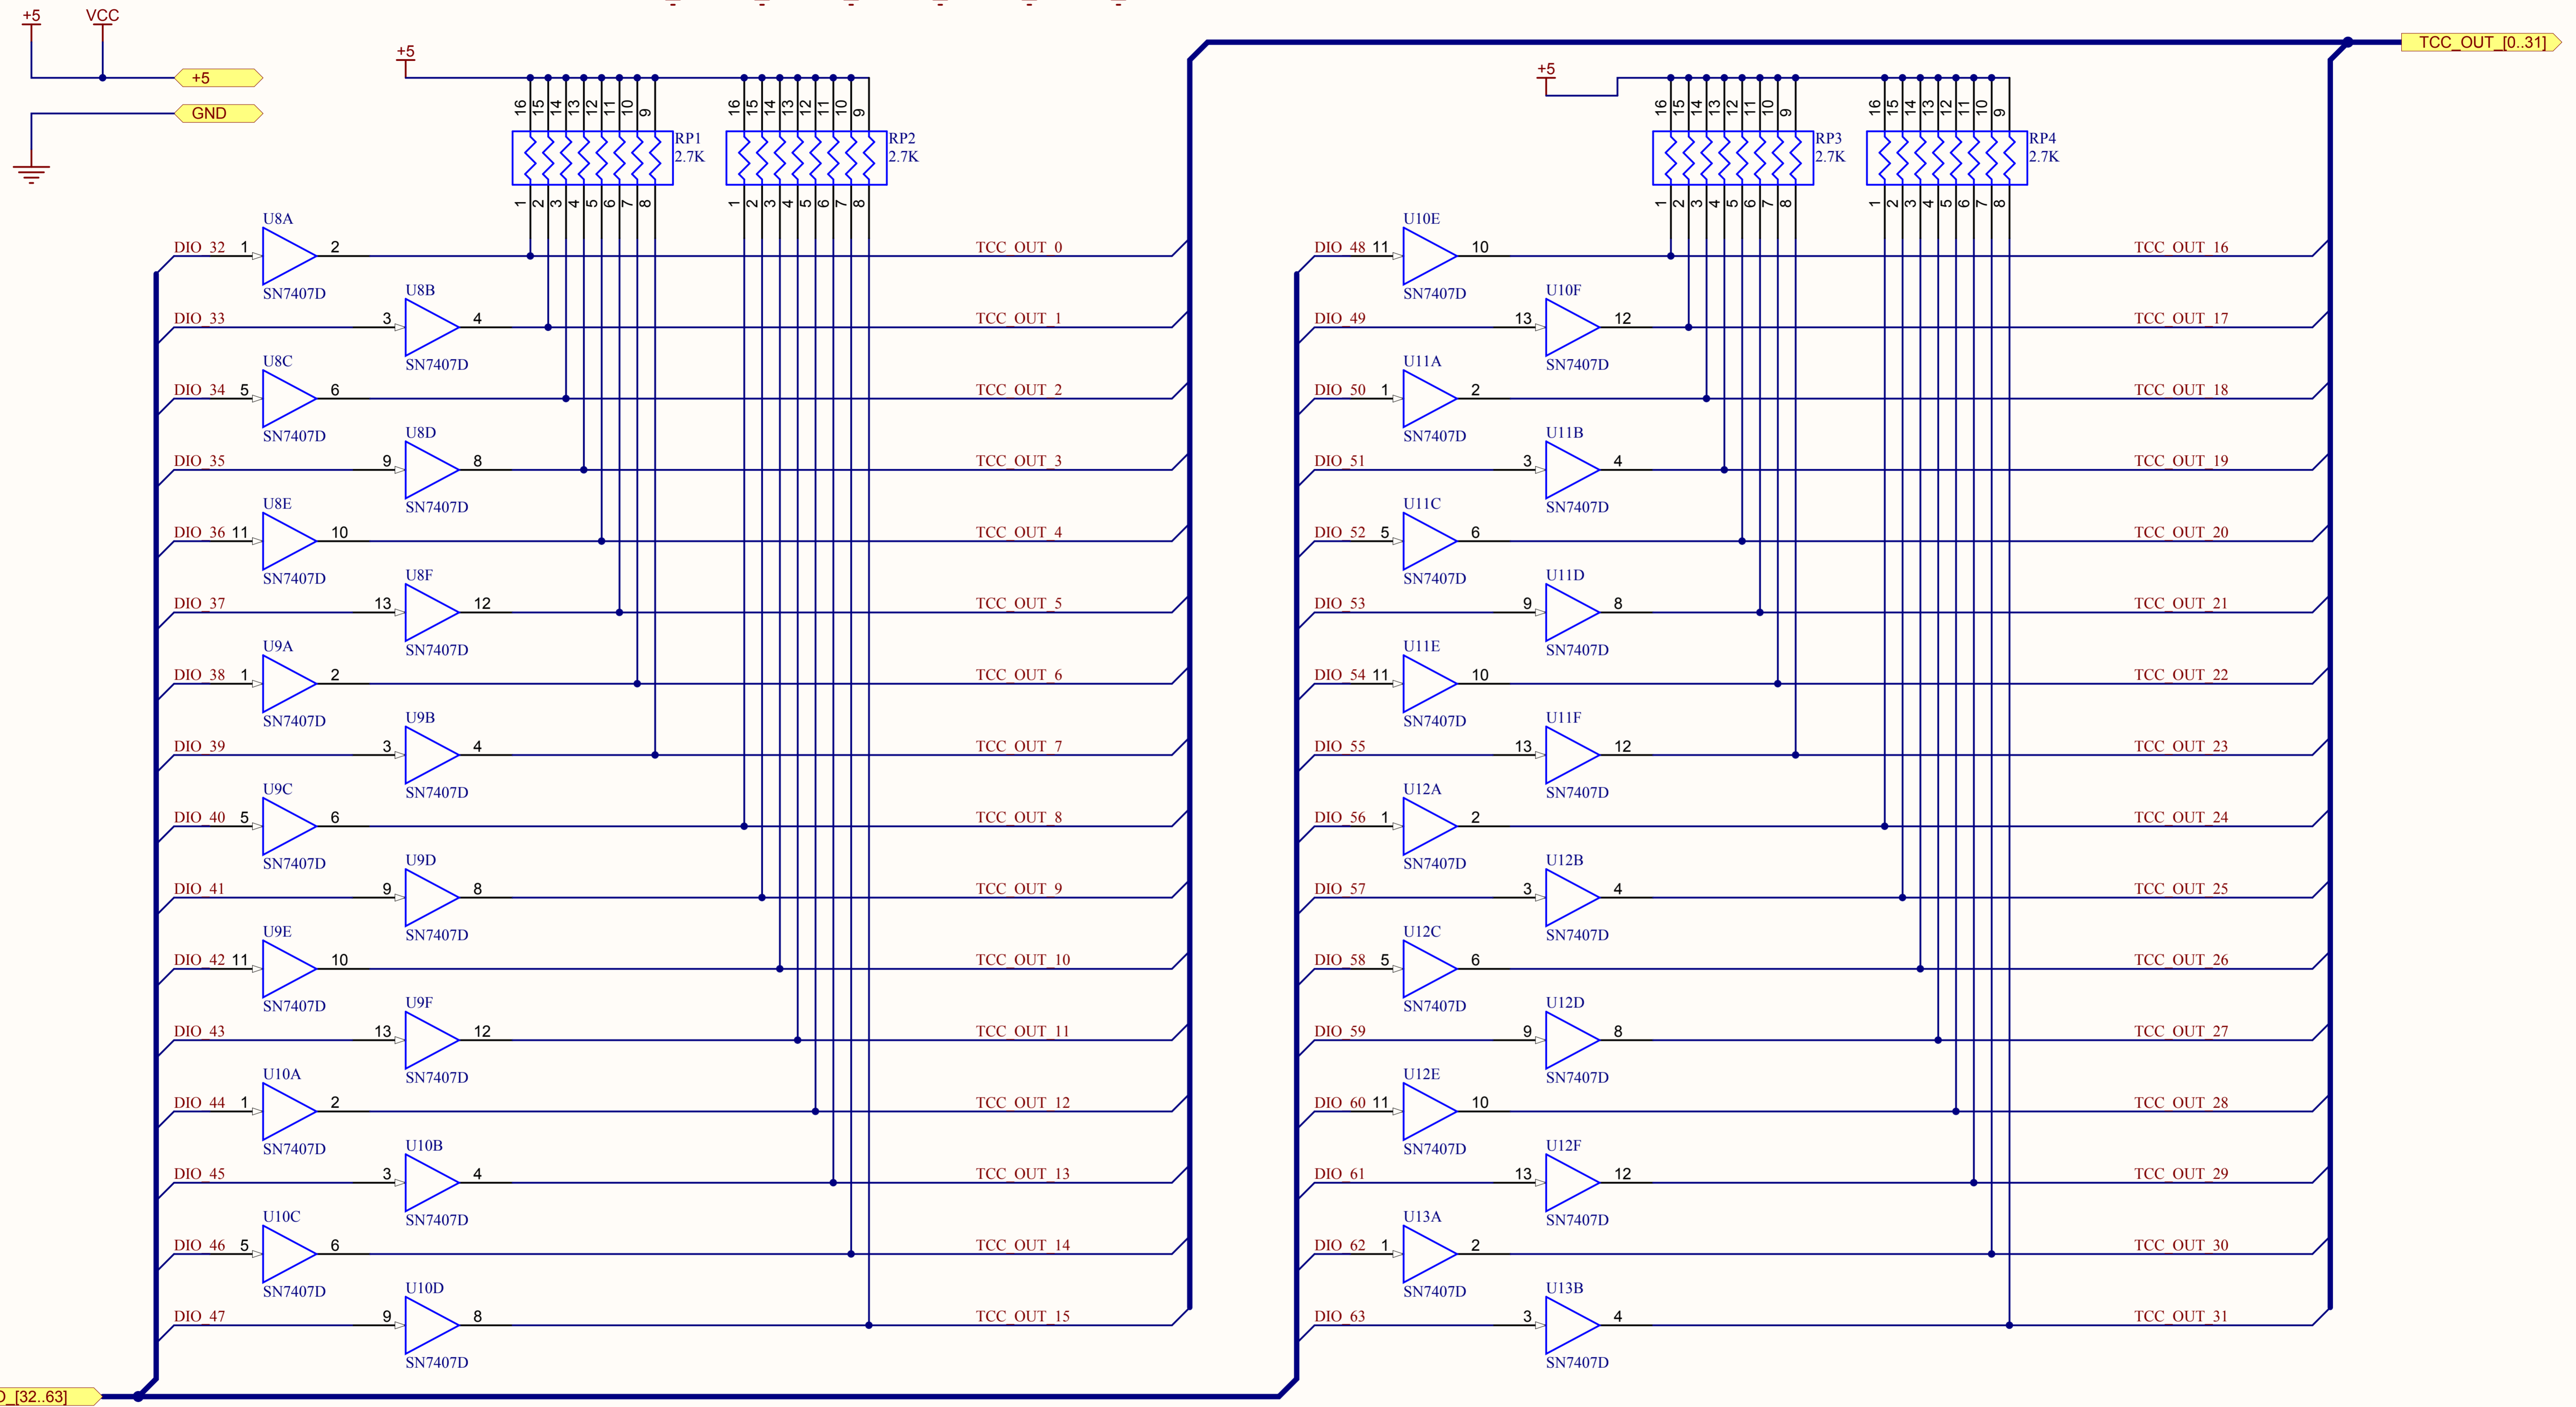 +5 VCC
+5
GND
+5
16 15 14 13 12 11 10 9
RP1
2.7K
1 2 3 4 5 6 7 8
16 15 14 13 12 11 10 9
RP2
2.7K
1 2 3 4 5 6 7 8
DIO_32 1 U8A 2 TCC_OUT_0
SN7407D
DIO_33 3 U8B 4 TCC_OUT_1
SN7407D
DIO_34 5 U8C 6 TCC_OUT_2
SN7407D
DIO_35 9 U8D 8 TCC_OUT_3
SN7407D
DIO_36 11 U8E 10 TCC_OUT_4
SN7407D
DIO_37 13 U8F 12 TCC_OUT_5
SN7407D
DIO_38 1 U9A 2 TCC_OUT_6
SN7407D
DIO_39 3 U9B 4 TCC_OUT_7
SN7407D
DIO_40 5 U9C 6 TCC_OUT_8
SN7407D
DIO_41 9 U9D 8 TCC_OUT_9
SN7407D
DIO_42 11 U9E 10 TCC_OUT_10
SN7407D
DIO_43 13 U9F 12 TCC_OUT_11
SN7407D
DIO_44 1 U10A 2 TCC_OUT_12
SN7407D
DIO_45 3 U10B 4 TCC_OUT_13
SN7407D
DIO_46 5 U10C 6 TCC_OUT_14
SN7407D
DIO_47 9 U10D 8 TCC_OUT_15
SN7407D
_[32..63]
TCC_OUT_[0..31]
+5
16 15 14 13 12 11 10 9
RP3
2.7K
1 2 3 4 5 6 7 8
16 15 14 13 12 11 10 9
RP4
2.7K
1 2 3 4 5 6 7 8
DIO_48 11 U10E 10 TCC_OUT_16
SN7407D
DIO_49 13 U10F 12 TCC_OUT_17
SN7407D
DIO_50 1 U11A 2 TCC_OUT_18
SN7407D
DIO_51 3 U11B 4 TCC_OUT_19
SN7407D
DIO_52 5 U11C 6 TCC_OUT_20
SN7407D
DIO_53 9 U11D 8 TCC_OUT_21
SN7407D
DIO_54 11 U11E 10 TCC_OUT_22
SN7407D
DIO_55 13 U11F 12 TCC_OUT_23
SN7407D
DIO_56 1 U12A 2 TCC_OUT_24
SN7407D
DIO_57 3 U12B 4 TCC_OUT_25
SN7407D
DIO_58 5 U12C 6 TCC_OUT_26
SN7407D
DIO_59 9 U12D 8 TCC_OUT_27
SN7407D
DIO_60 11 U12E 10 TCC_OUT_28
SN7407D
DIO_61 13 U12F 12 TCC_OUT_29
SN7407D
DIO_62 1 U13A 2 TCC_OUT_30
SN7407D
DIO_63 3 U13B 4 TCC_OUT_31
SN7407D